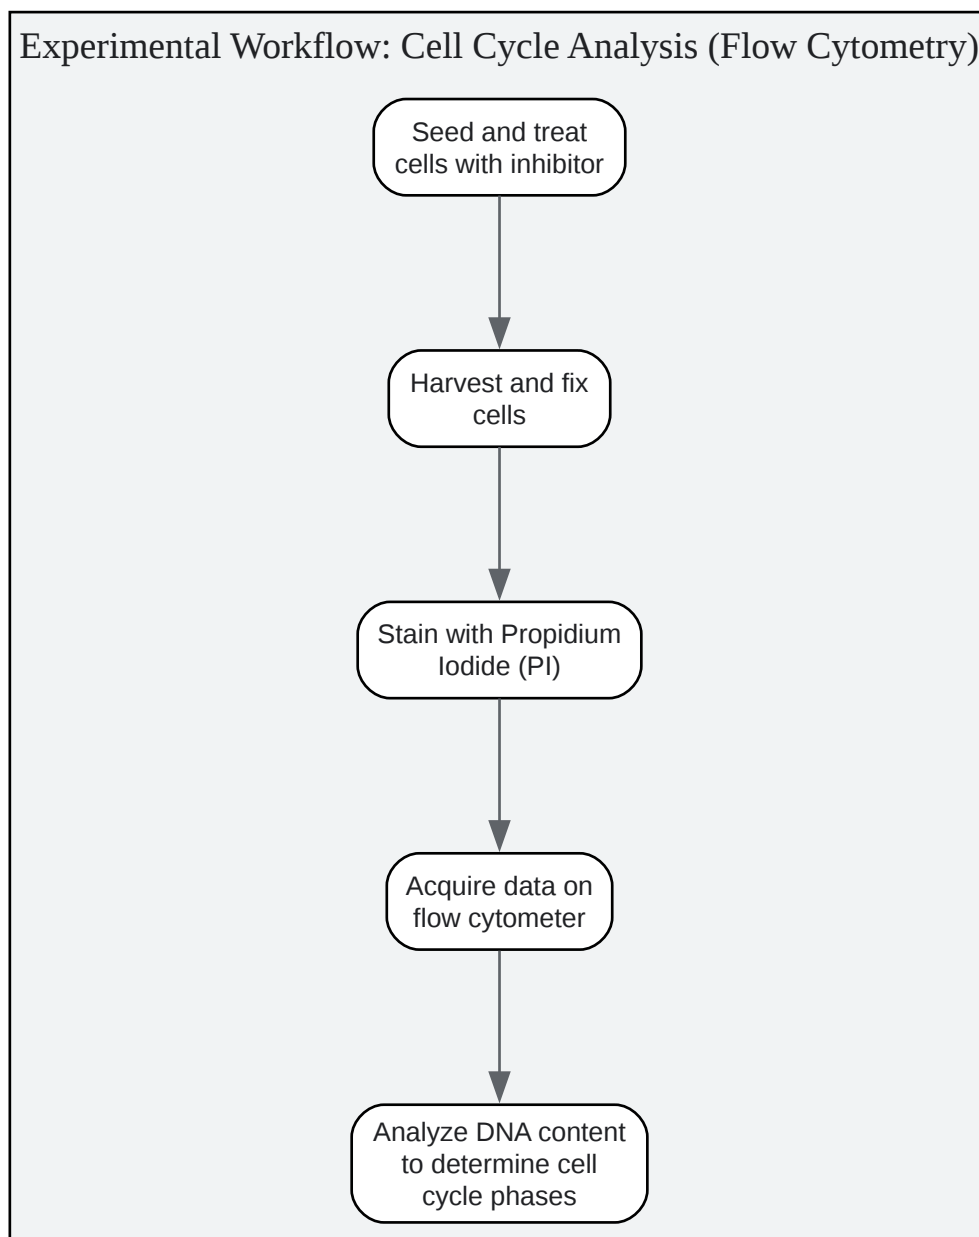 Experimental Workflow: Cell Cycle Analysis (Flow Cytometry)
Seed and treat
cells with inhibitor
Harvest and fix
cells
Stain with Propidium
Iodide (PI)
Acquire data on
flow cytometer
Analyze DNA content
to determine cell
cycle phases